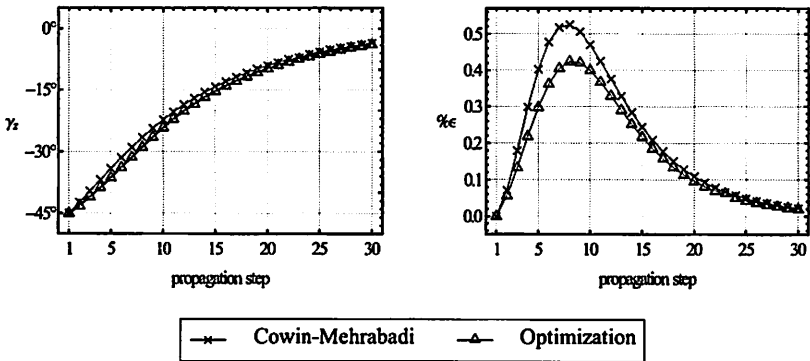 0°
−15°
−30°
−45°
γ₂
1 5 10 15 20 25 30
propagation step
0.5
0.4
0.3
0.2
0.1
0.0
%ϵ
1 5 10 15 20 25 30
propagation step
Cowin-Mehrabadi
Optimization